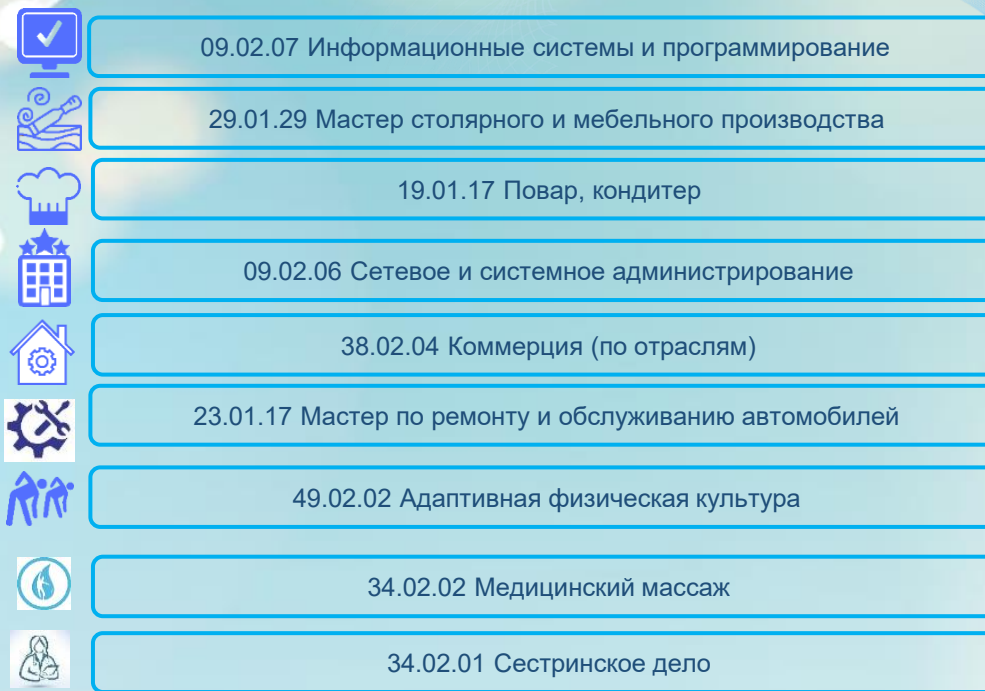 09.02.07 Информационные системы и программирование
29.01.29 Мастер столярного и мебельного производства
19.01.17 Повар, кондитер
09.02.06 Сетевое и системное администрирование
38.02.04 Коммерция (по отраслям)
23.01.17 Мастер по ремонту и обслуживанию автомобилей
49.02.02 Адаптивная физическая культура
34.02.02 Медицинский массаж
34.02.01 Сестринское дело